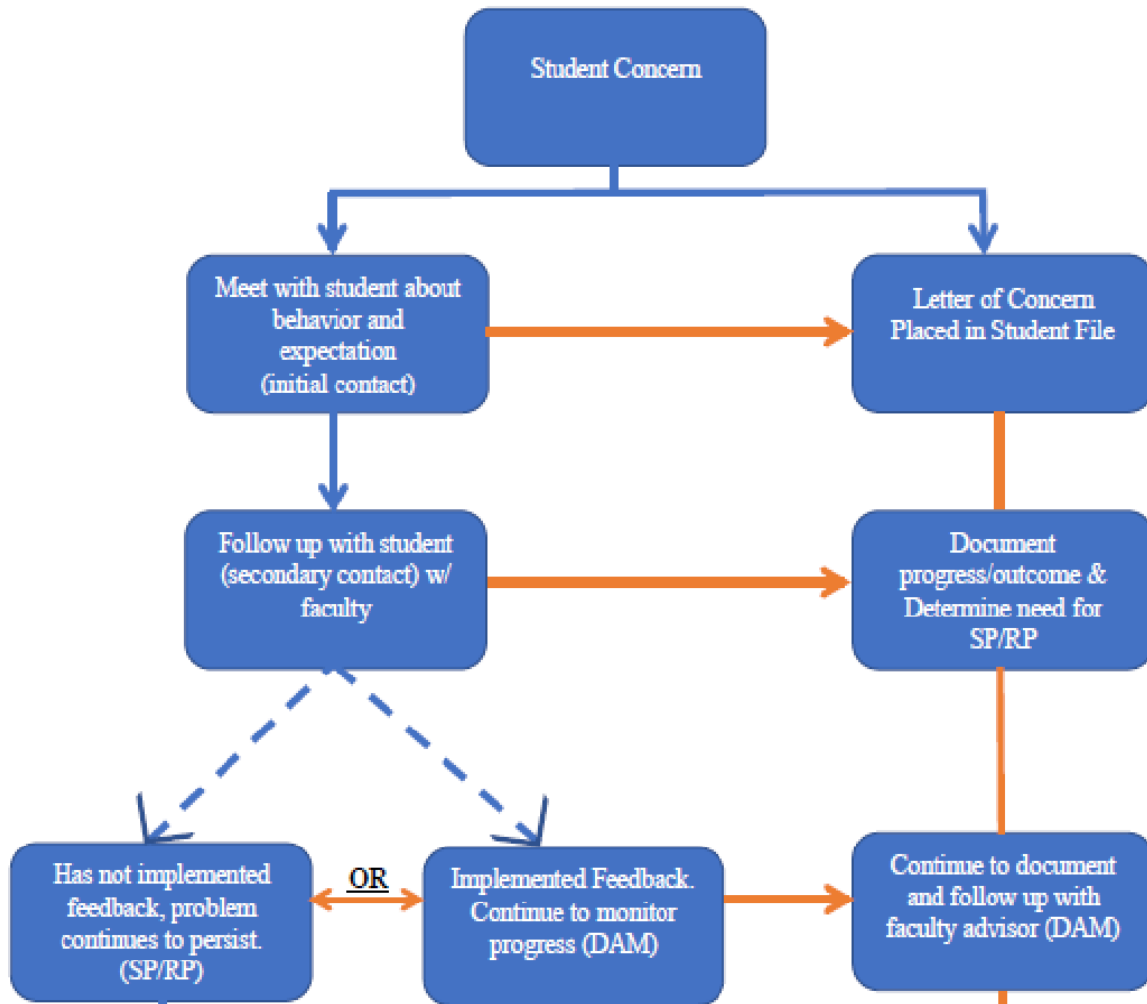 Student Concern
Meet with student about
behavior and
expectation
(initial contact)
Letter of Concern
Placed in Student File
Follow up with student
(secondary contact) w/
faculty
Document
progress/outcome &
Determine need for
SP/RP
Has not implemented
feedback, problem
continues to persist.
(SP/RP)
OR
Implemented Feedback.
Continue to monitor
progress (DAM)
Continue to document
and follow up with
faculty advisor (DAM)